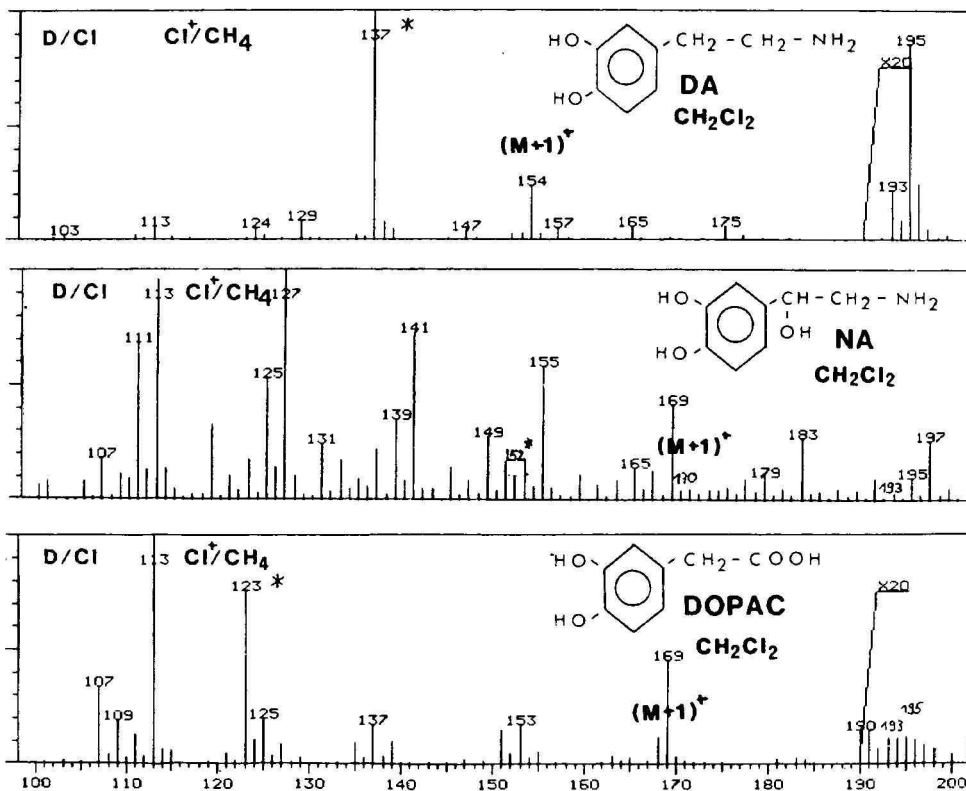 D/CI CI⁺/CH₄
137 *
HO
HO
CH₂-CH₂-NH₂
DA
CH₂Cl₂
(M+1)⁺
X20
195
193
103 113 124 129 147 154 157 165 175
D/CI CI⁺/CH₄
113 127
HO
HO
CH-CH₂-NH₂
OH
NA
CH₂Cl₂
(M+1)⁺
107 111 125 131 139 141 149 152* 155 165 169 170 179 183 193 195 197
D/CI CI⁺/CH₄
113
123 *
HO
HO
CH₂-COOH
DOPAC
CH₂Cl₂
(M+1)⁺
X20
107 109 125 137 153 169 190 193 195
100 110 120 130 140 150 160 170 180 190 200